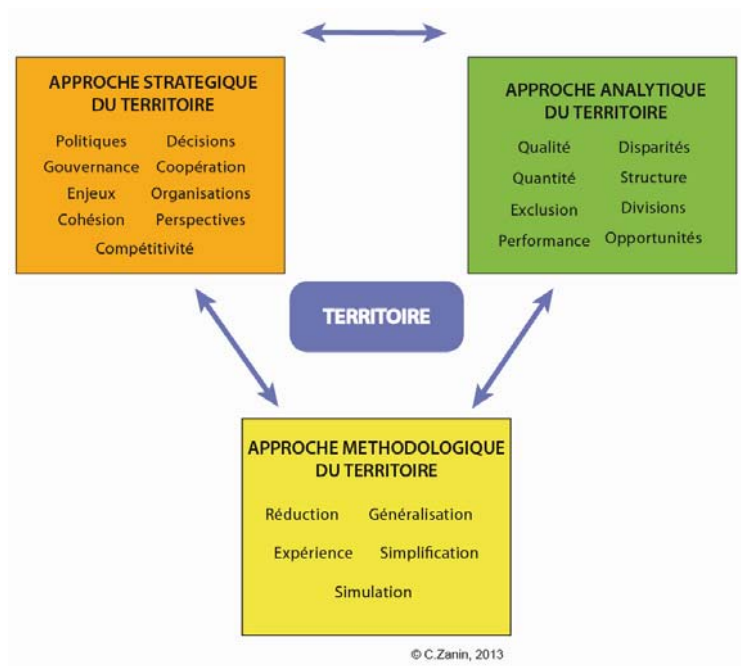 APPROCHE STRATEGIQUE
DU TERRITOIRE
Politiques Décisions
Gouvernance Coopération
Enjeux Organisations
Cohésion Perspectives
Compétitivité
APPROCHE ANALYTIQUE
DU TERRITOIRE
Qualité Disparités
Quantité Structure
Exclusion Divisions
Performance Opportunités
TERRITOIRE
APPROCHE METHODOLOGIQUE
DU TERRITOIRE
Réduction Généralisation
Expérience Simplification
Simulation
© C.Zanin, 2013